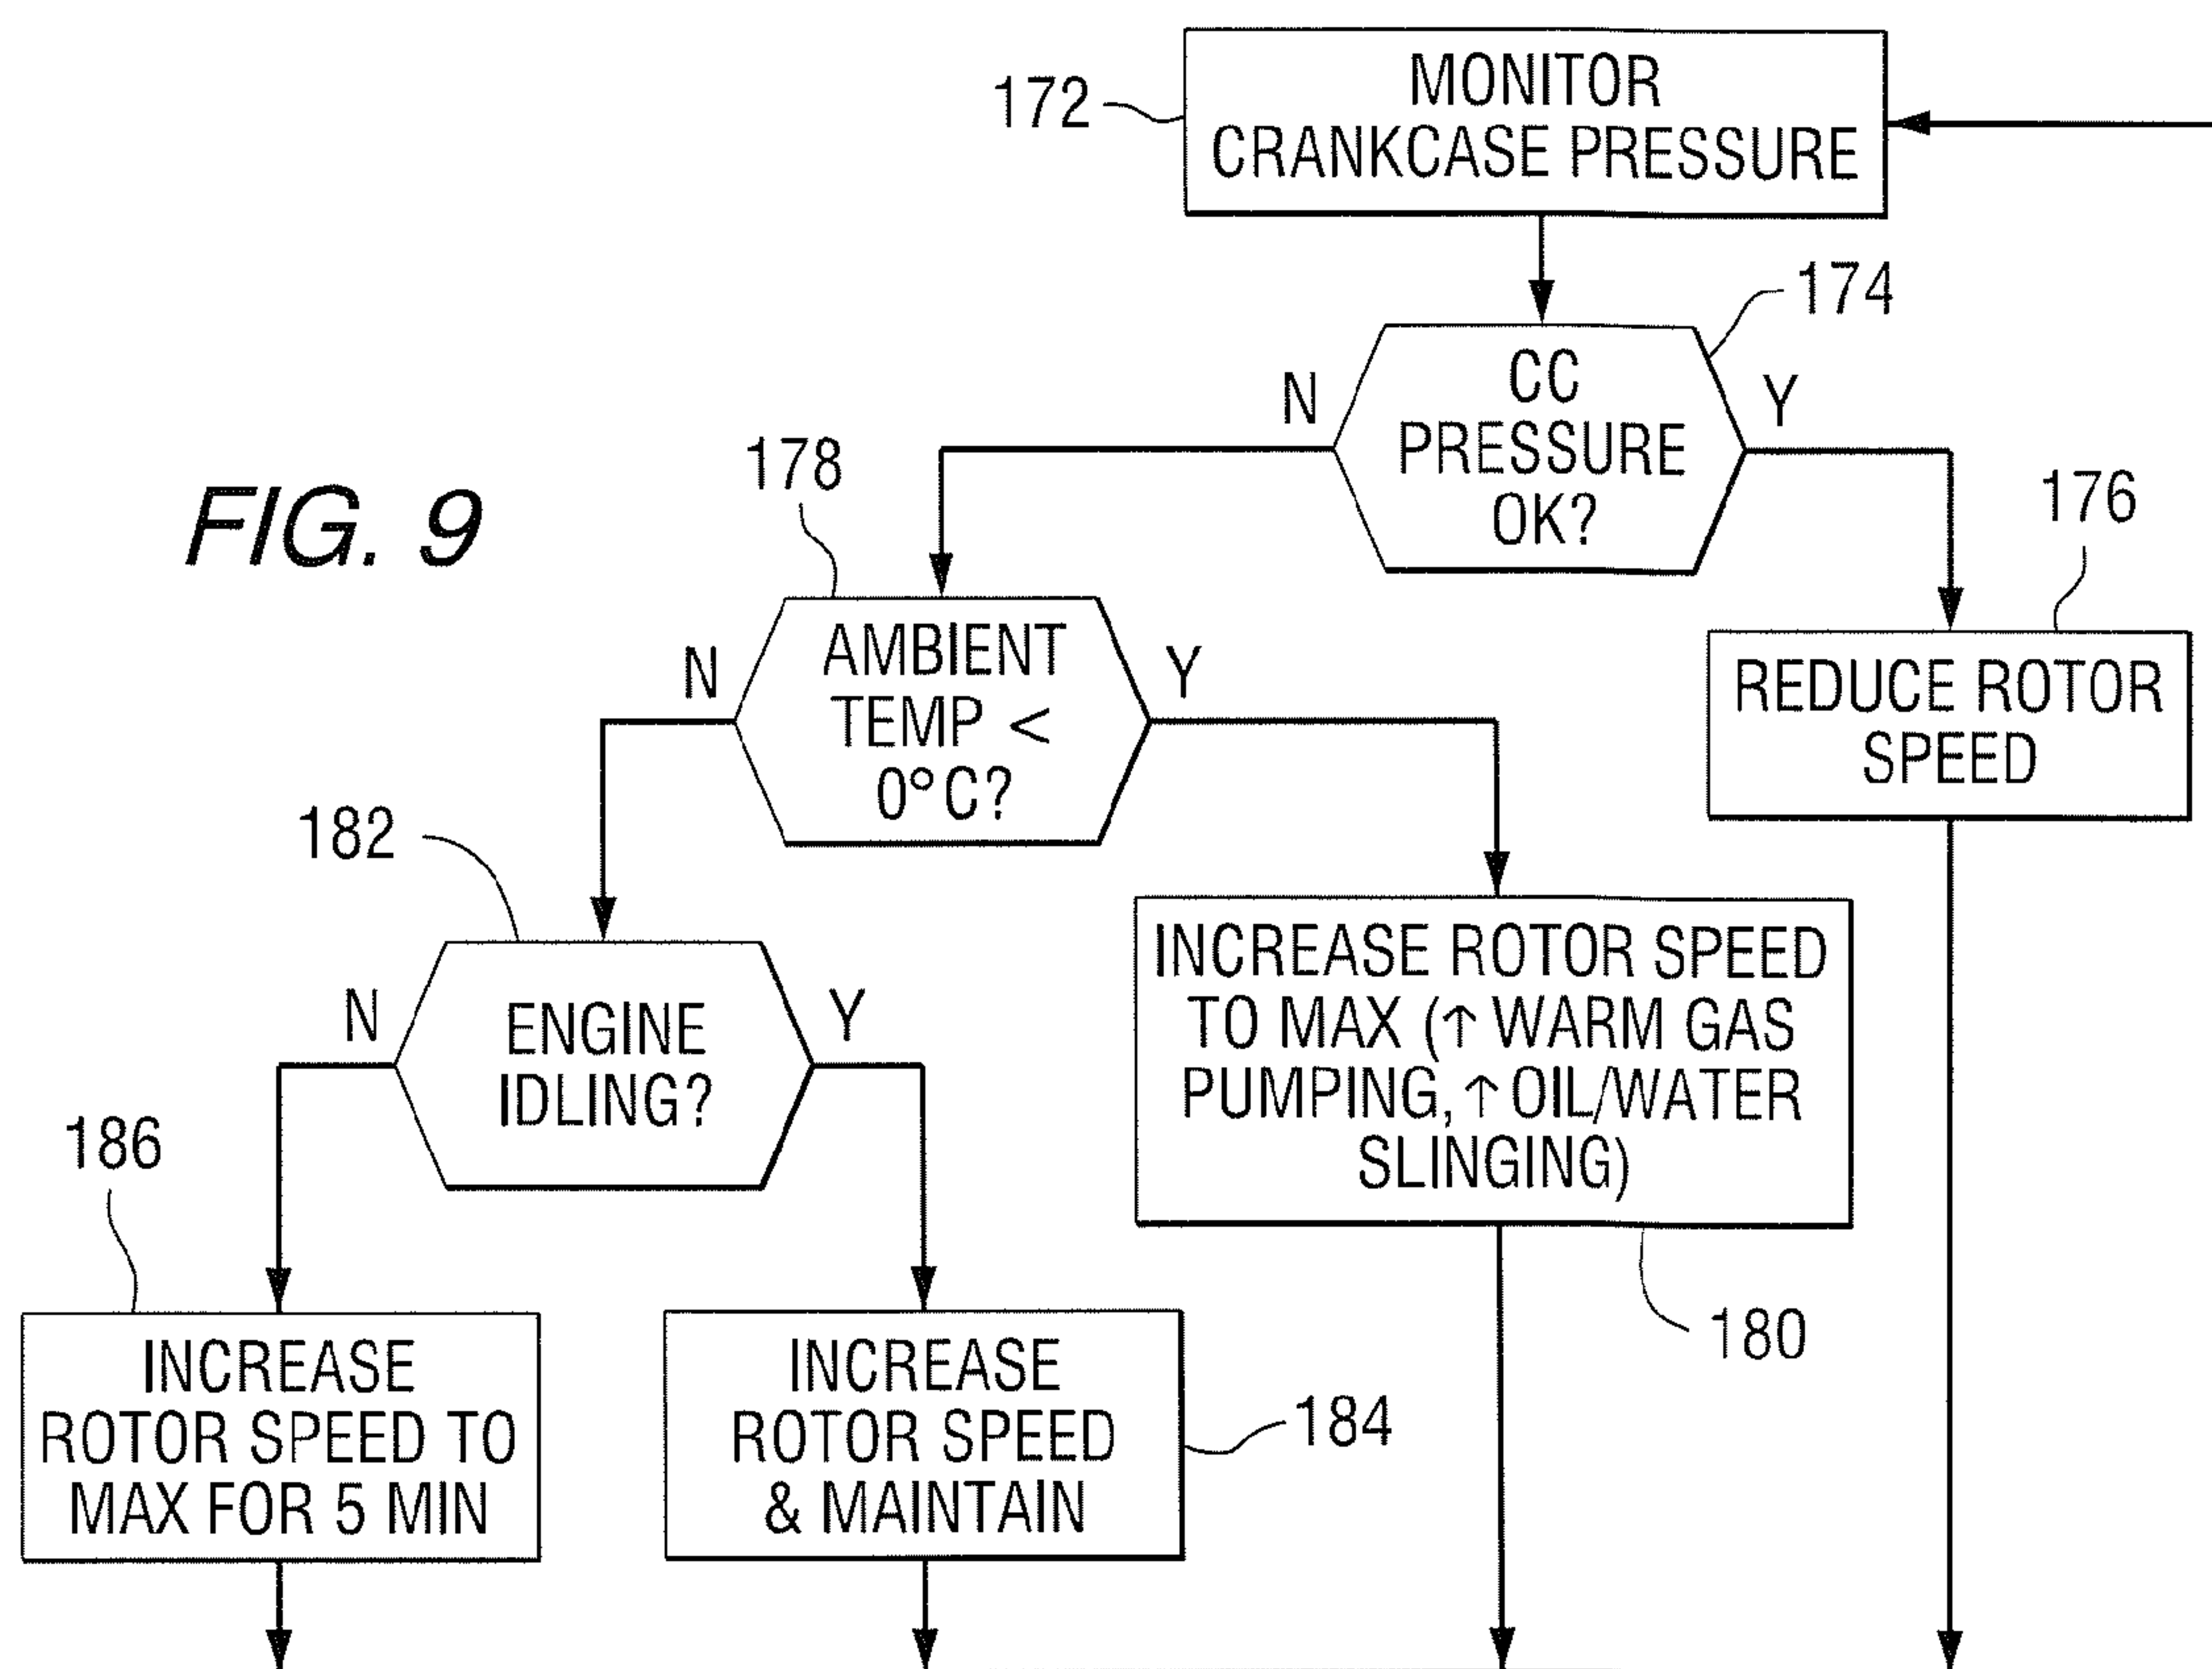 172
MONITOR
CRANKCASE PRESSURE
174
N
CC
PRESSURE
OK?
Y
FIG. 9
178
176
N
AMBIENT
TEMP <
0°C?
Y
REDUCE ROTOR
SPEED
182
N
ENGINE
IDLING?
Y
INCREASE ROTOR SPEED
TO MAX (↑ WARM GAS
PUMPING, ↑ OIL/WATER
SLINGING)
186
180
INCREASE
ROTOR SPEED TO
MAX FOR 5 MIN
INCREASE
ROTOR SPEED
& MAINTAIN
184